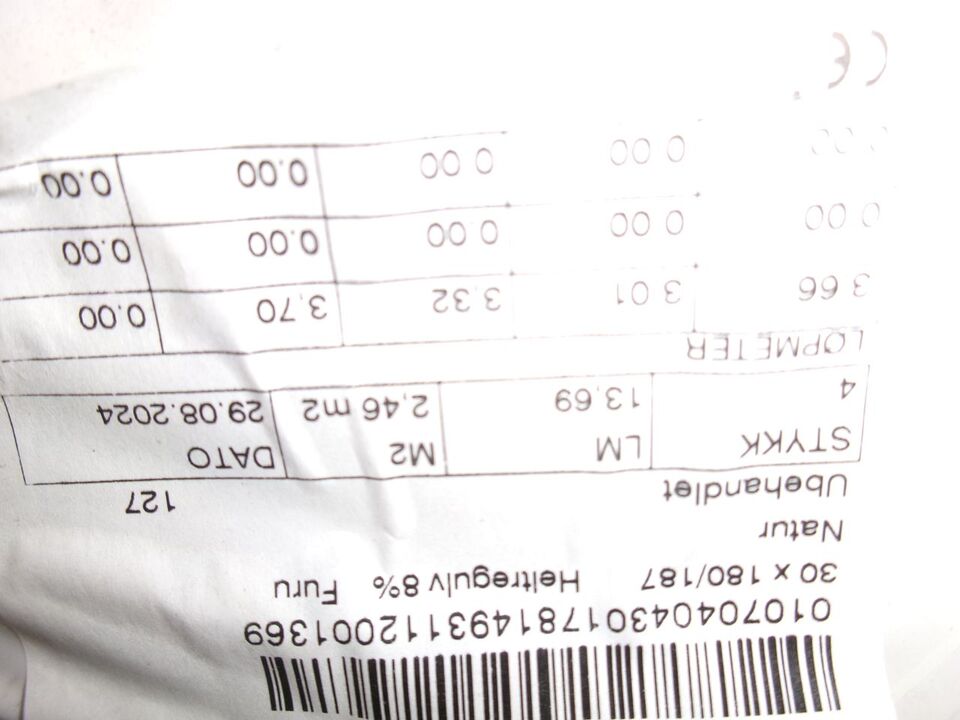 01070404301781493112001369
30 x 180/187 Heltregulv 8% Furu
Natur
Ubehandlet 127
STYKK LM M2 DATO
4 13,69 2,46 m2 29.08.2024
LOPMETER
3 66 3 01 3,32 3,70 0.00
0 00 0 00 0 00 0.00 0.00
0 00 0 00 0 00 0.00 0.00
CE